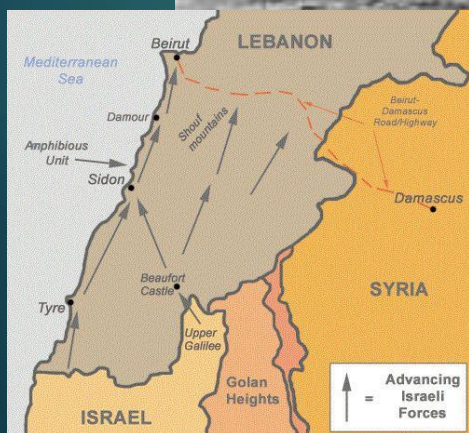 Beirut
LEBANON
Mediterranean
Sea
Damour
Shouf
mountains
Beirut-
Damascus
Road/Highway
Amphibious
Unit
Sidon
Damascus
Beaufort
Castle
Tyre
SYRIA
Upper
Galilee
Golan
Heights
ISRAEL
= Advancing
Israeli
Forces